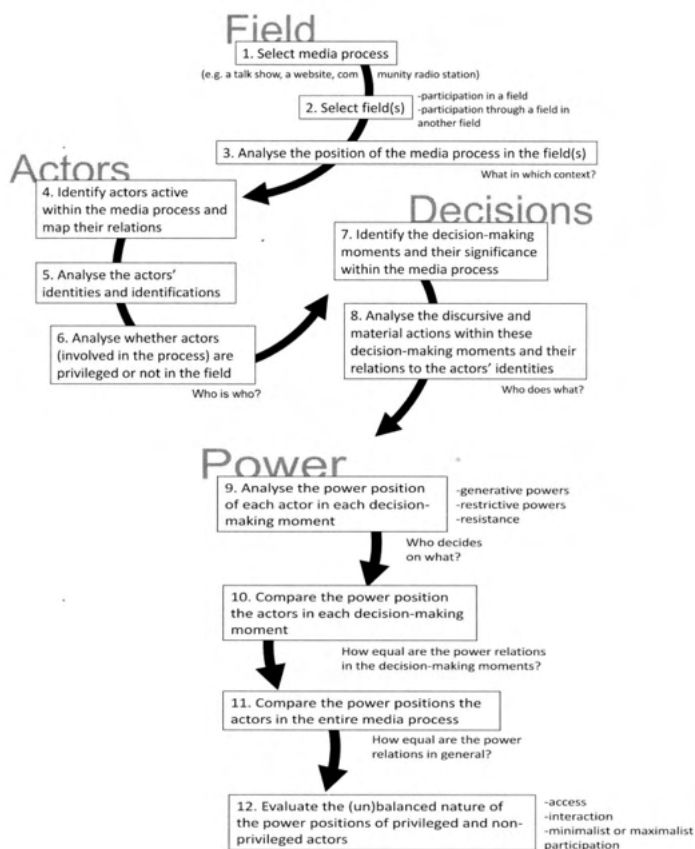 Field
1. Select media process
(e.g. a talk show, a website, com munity radio station)
2. Select field(s)
-participation in a field
-participation through a field in
another field
3. Analyse the position of the media process in the field(s)
What in which context?
Actors
4. Identify actors active
within the media process and
map their relations
5. Analyse the actors'
identities and identifications
6. Analyse whether actors
(involved in the process) are
privileged or not in the field
Who is who?
Decisions
7. Identify the decision-making
moments and their significance
within the media process
8. Analyse the discursive and
material actions within these
decision-making moments and their
relations to the actors' identities
Who does what?
Power
9. Analyse the power position
of each actor in each decision-
making moment
-generative powers
-restrictive powers
-resistance
Who decides
on what?
10. Compare the power position
the actors in each decision-making
moment
How equal are the power relations
in the decision-making moments?
11. Compare the power positions the
actors in the entire media process
How equal are the power
relations in general?
12. Evaluate the (un)balanced nature of
the power positions of privileged and non-
privileged actors
-access
-interaction
-minimalist or maximalist
participation